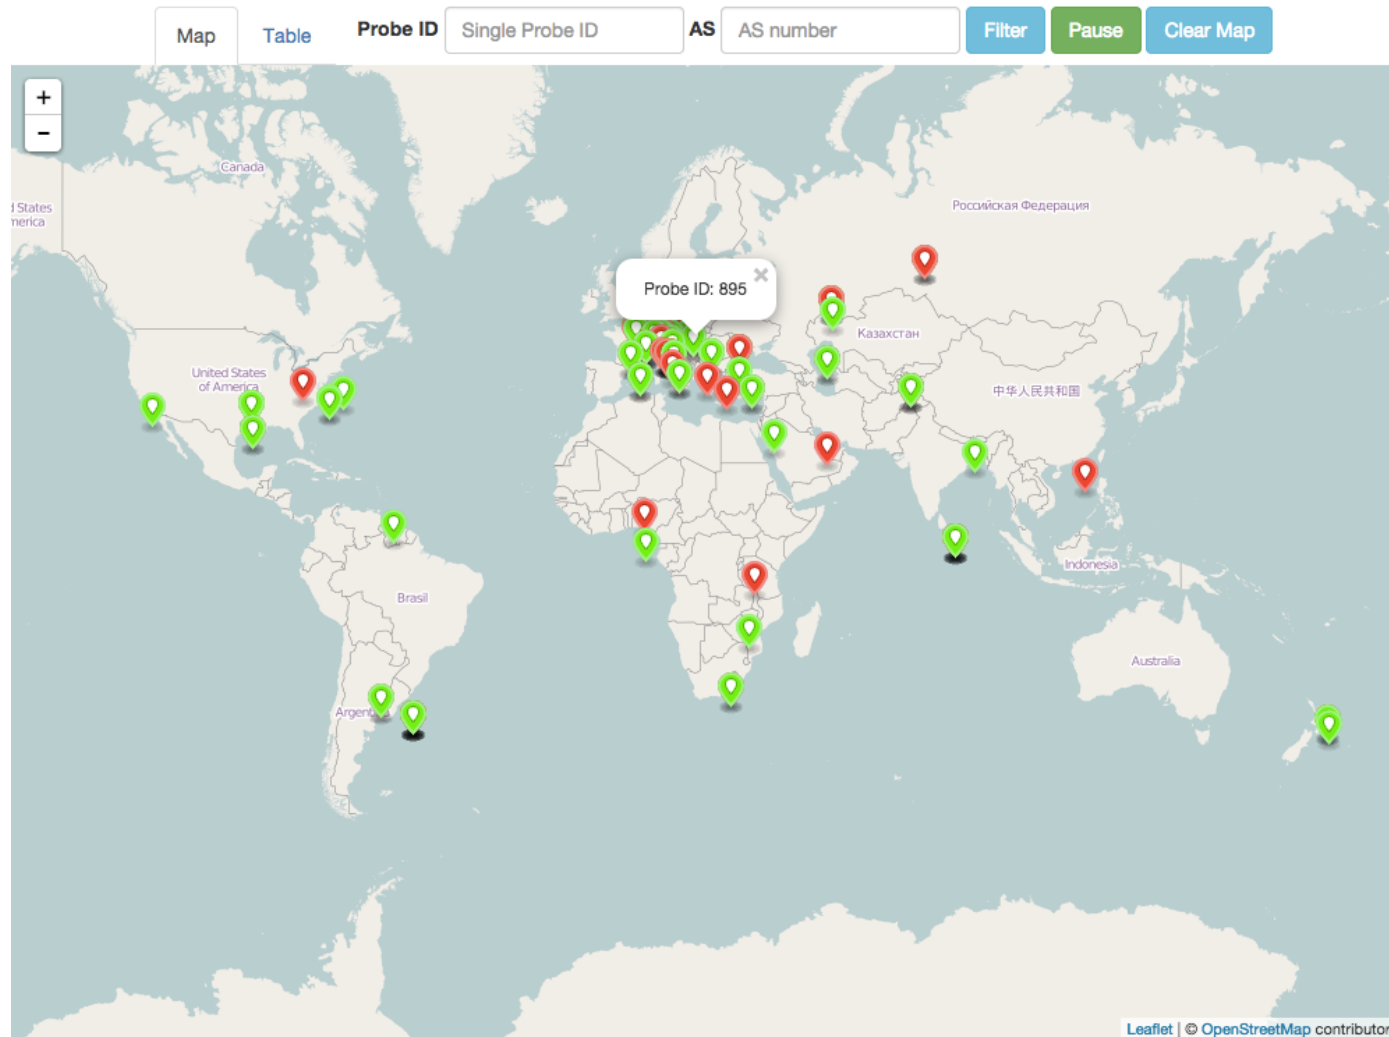 Map Table Probe ID Single Probe ID AS AS number Filter Pause Clear Map
+
−
Canada
Российская Федерация
d States
merica
Probe ID: 895 ×
Казахстан
United States
of America
中华人民共和国
Indonesia
Brasil
Australia
Argent
Leaflet | © OpenStreetMap contributor